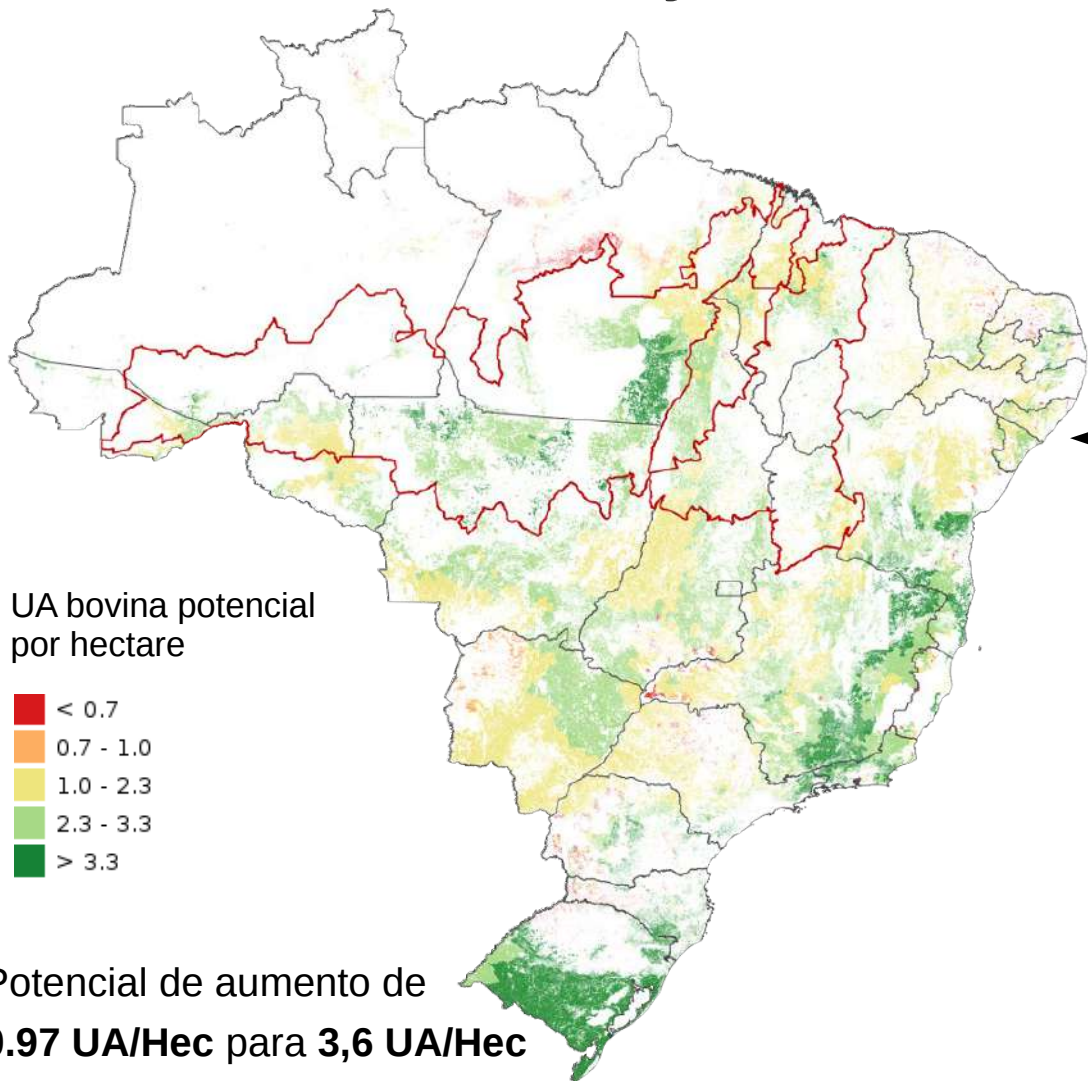 UA bovina potencial
por hectare
< 0.7
0.7 - 1.0
1.0 - 2.3
2.3 - 3.3
> 3.3
Potencial de aumento de
0.97 UA/Hec para 3,6 UA/Hec